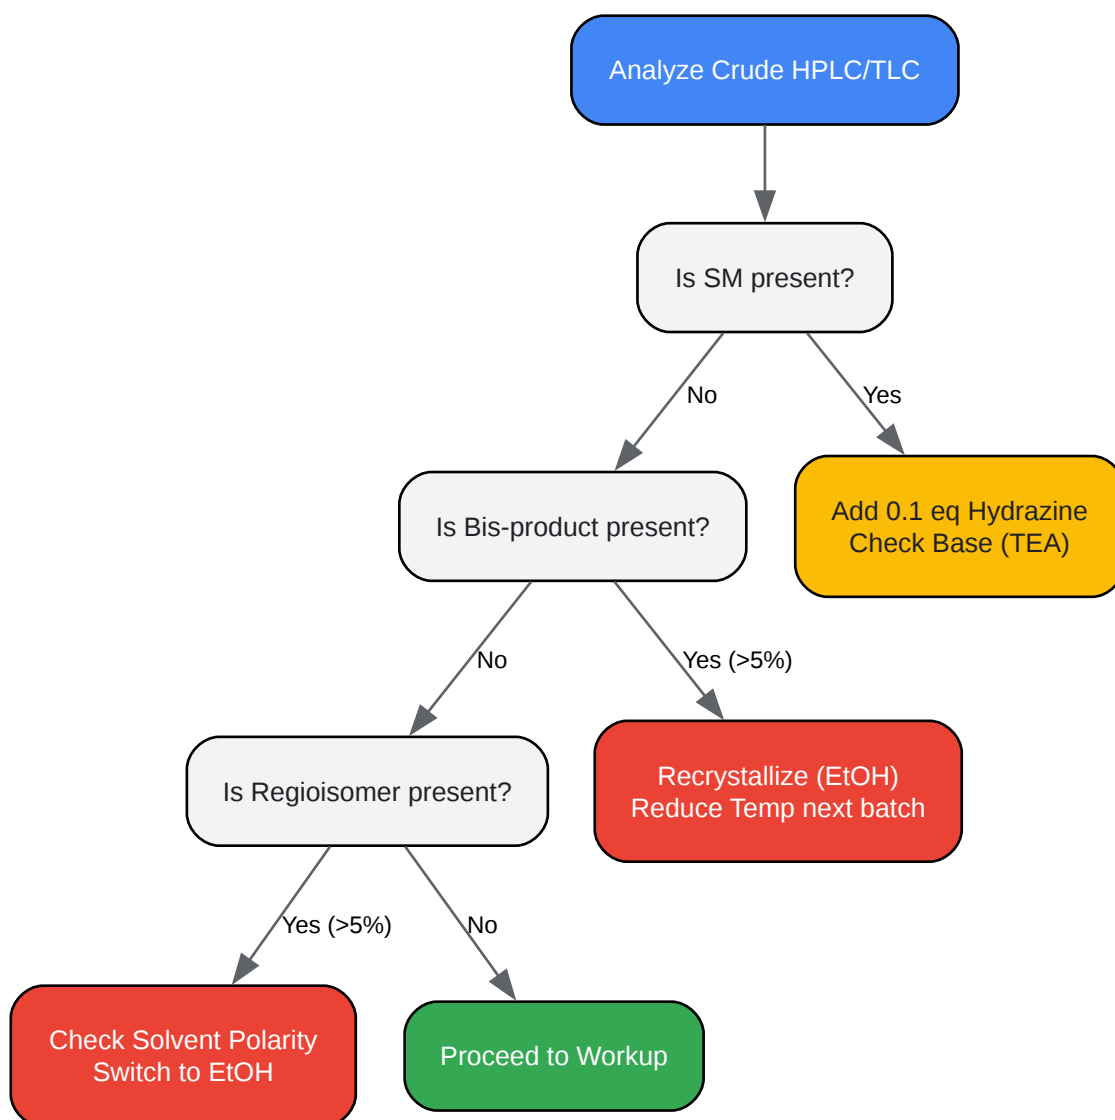 Analyze Crude HPLC/TLC
Is SM present?
No
Yes
Is Bis-product present?
Add 0.1 eq Hydrazine
Check Base (TEA)
No
Yes (>5%)
Is Regioisomer present?
Recrystallize (EtOH)
Reduce Temp next batch
Yes (>5%)
No
Check Solvent Polarity
Switch to EtOH
Proceed to Workup